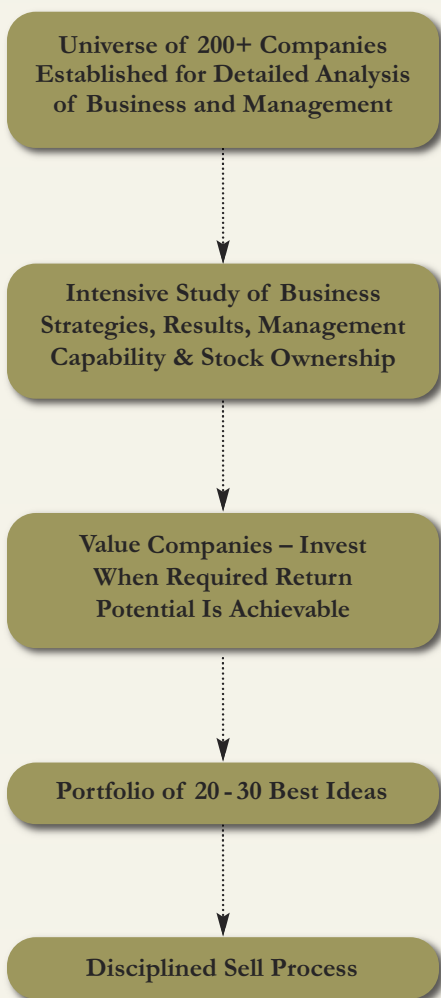 Universe of 200+ Companies
Established for Detailed Analysis
of Business and Management
Intensive Study of Business
Strategies, Results, Management
Capability & Stock Ownership
Value Companies – Invest
When Required Return
Potential Is Achievable
Portfolio of 20 - 30 Best Ideas
Disciplined Sell Process